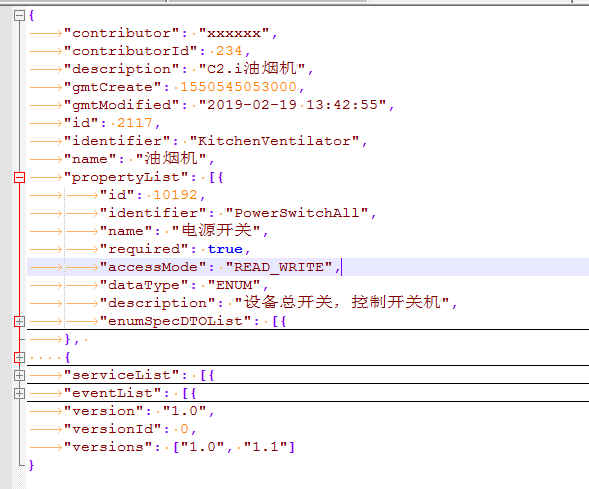 {
"contributor": "xxxxxx",
"contributorId": 234,
"description": "C2.i油烟机",
"gmtCreate": 1550545053000,
"gmtModified": "2019-02-19 13:42:55",
"id": 2117,
"identifier": "KitchenVentilator",
"name": "油烟机",
"propertyList": [{
"id": 10192,
"identifier": "PowerSwitchAll",
"name": "电源开关",
"required": true,
"accessMode": "READ_WRITE",
"dataType": "ENUM",
"description": "设备总开关，控制开关机",
"enumSpecDTOList": [{
},
{
"serviceList": [{
"eventList": [{
"version": "1.0",
"versionId": 0,
"versions": ["1.0", "1.1"]
}